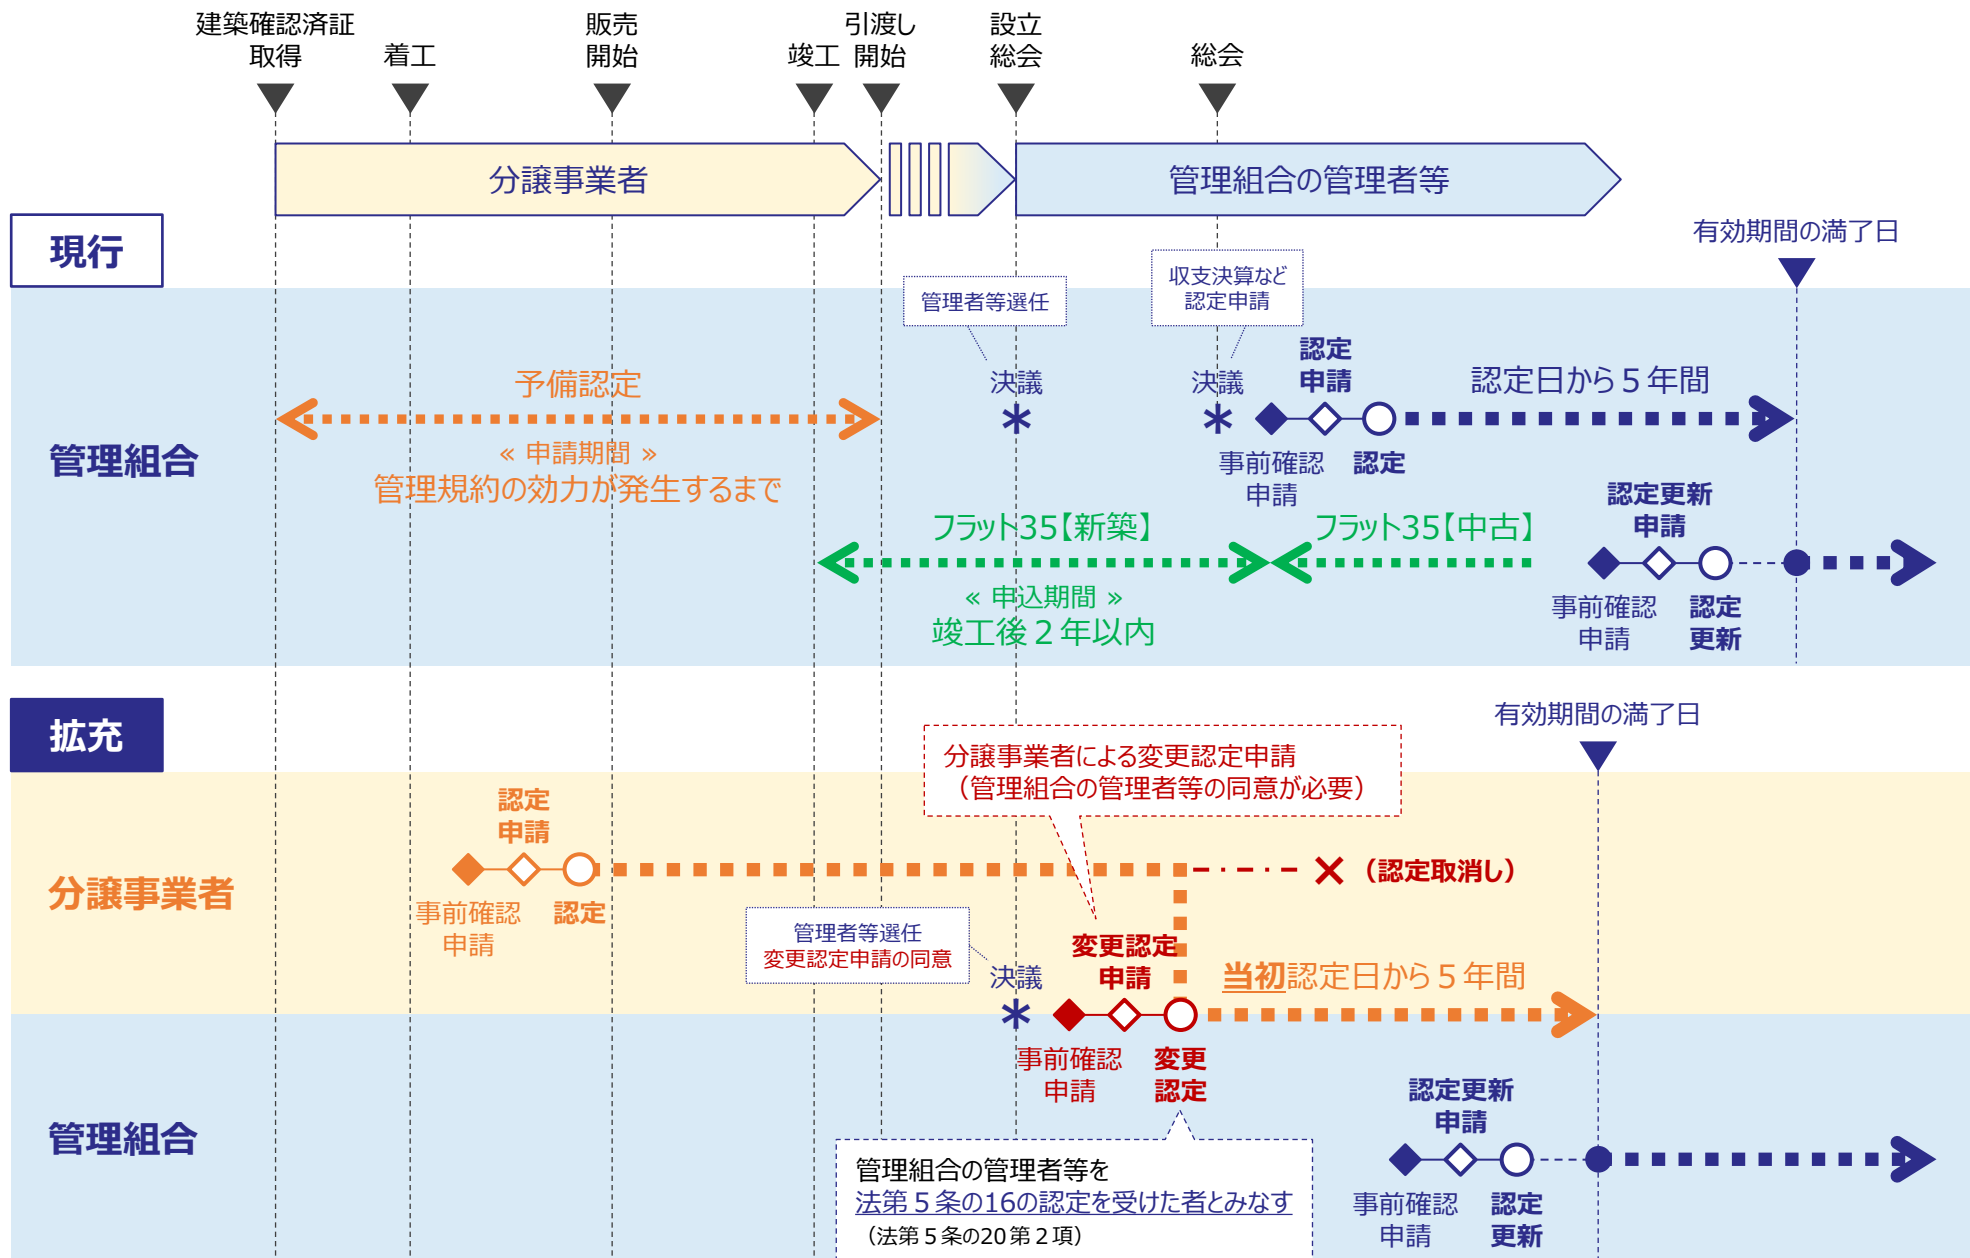 建築確認済証
取得
着工
販売
開始
竣工
引渡し
開始
設立
総会
総会
分譲事業者
管理組合の管理者等
現行
有効期間の満了日
管理者等選任
収支決算など
認定申請
管理組合
予備認定
« 申請期間 »
管理規約の効力が発生するまで
決議
決議
認定
申請
事前確認
申請
認定
認定日から５年間
フラット35【新築】
« 申込期間 »
竣工後２年以内
フラット35【中古】
認定更新
申請
事前確認
申請
認定
更新
拡充
有効期間の満了日
分譲事業者による変更認定申請
（管理組合の管理者等の同意が必要）
分譲事業者
認定
申請
事前確認
申請
認定
（認定取消し）
管理者等選任
変更認定申請の同意
決議
変更認定
申請
当初認定日から５年間
事前確認
申請
変更
認定
管理組合
管理組合の管理者等を
法第５条の16の認定を受けた者とみなす
（法第５条の20第２項）
認定更新
申請
事前確認
申請
認定
更新